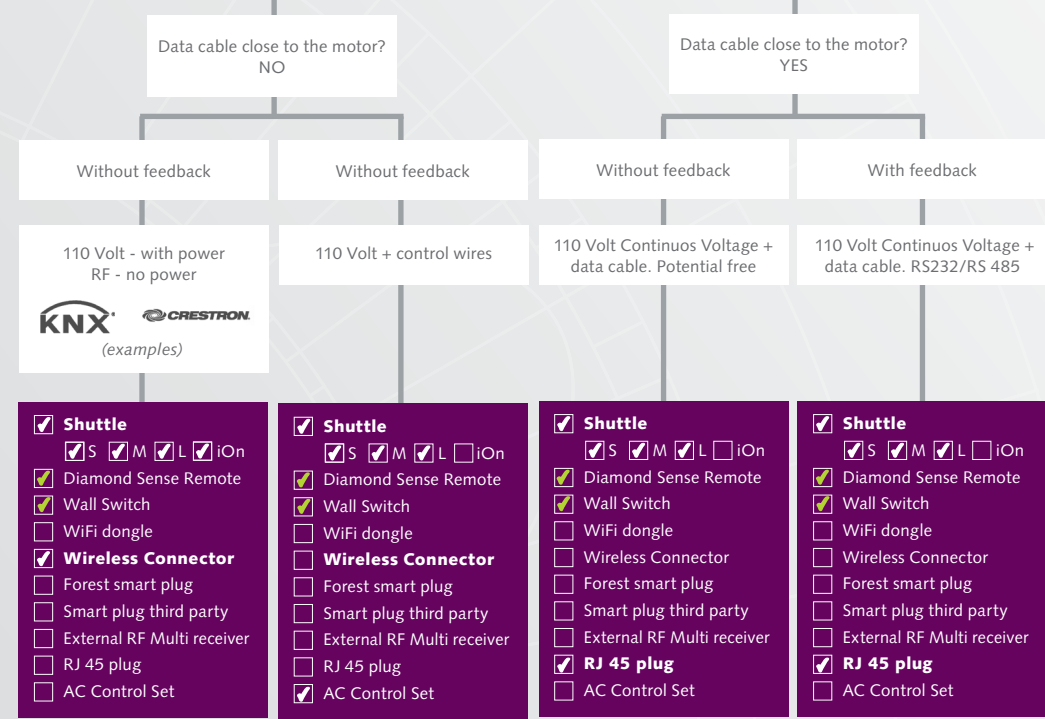 Data cable close to the motor?
NO
Data cable close to the motor?
YES
Without feedback
Without feedback
Without feedback
With feedback
110 Volt - with power
RF - no power
KNX
CRESTRON
(examples)
110 Volt + control wires
110 Volt Continuos Voltage +
data cable. Potential free
110 Volt Continuos Voltage +
data cable. RS232/RS 485
Shuttle
S M L iOn
Diamond Sense Remote
Wall Switch
WiFi dongle
Wireless Connector
Forest smart plug
Smart plug third party
External RF Multi receiver
RJ 45 plug
AC Control Set
Shuttle
S M L iOn
Diamond Sense Remote
Wall Switch
WiFi dongle
Wireless Connector
Forest smart plug
Smart plug third party
External RF Multi receiver
RJ 45 plug
AC Control Set
Shuttle
S M L iOn
Diamond Sense Remote
Wall Switch
WiFi dongle
Wireless Connector
Forest smart plug
Smart plug third party
External RF Multi receiver
RJ 45 plug
AC Control Set
Shuttle
S M L iOn
Diamond Sense Remote
Wall Switch
WiFi dongle
Wireless Connector
Forest smart plug
Smart plug third party
External RF Multi receiver
RJ 45 plug
AC Control Set